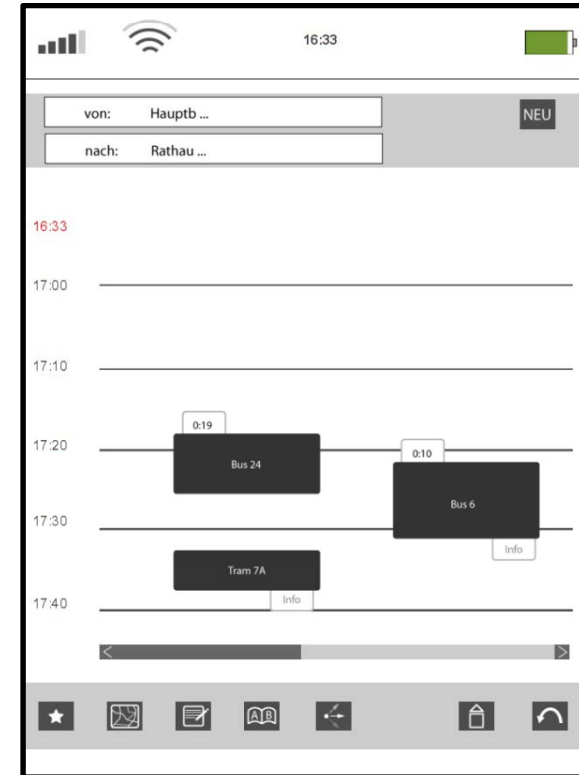 16:33
von: Hauptb ...
NEU
nach: Rathau ...
16:33
17:00
17:10
0:19
17:20
0:10
Bus 24
Bus 6
17:30
Info
Tram 7A
Info
17:40
< >
A B